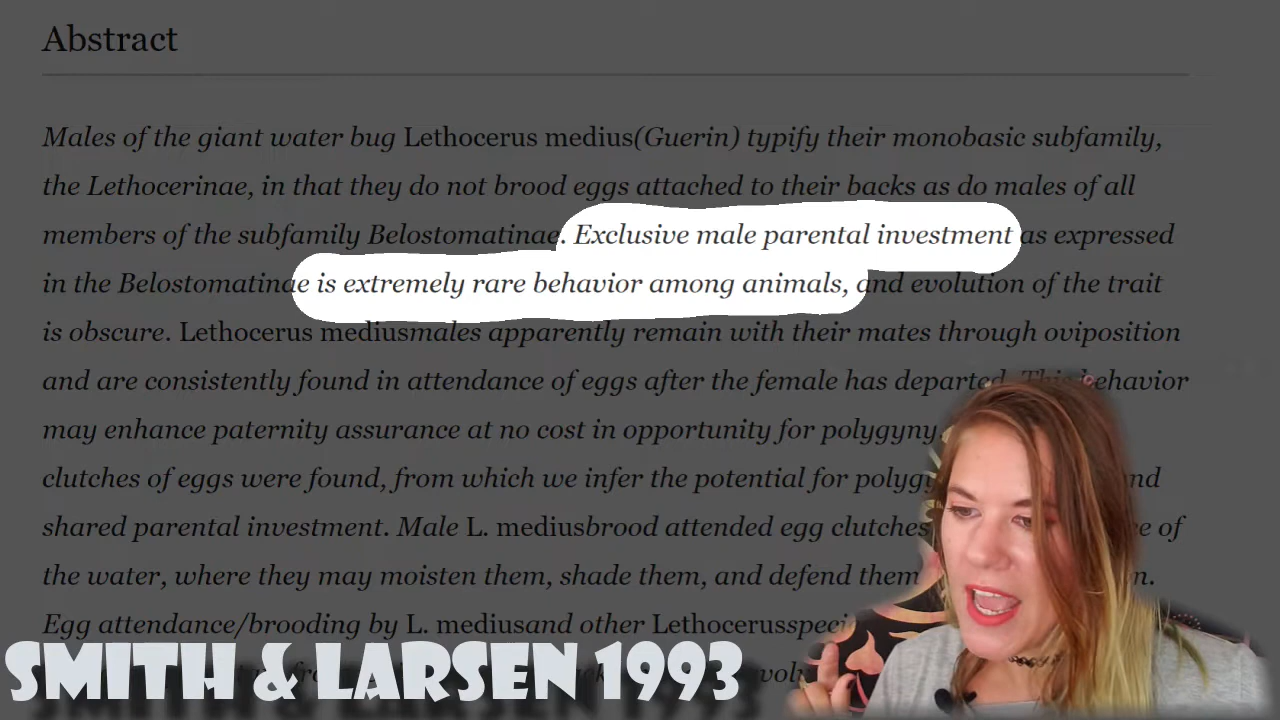 Abstract
Males of the giant water bug Lethocerus medius(Guerin) typify their monobasic subfamily,
the Lethocerinae, in that they do not brood eggs attached to their backs as do males of all
members of the subfamily Belostomatinae. Exclusive male parental investment as expressed
in the Belostomatinae is extremely rare behavior among animals, and evolution of the trait
is obscure. Lethocerus mediusmales apparently remain with their mates through oviposition
and are consistently found in attendance of eggs after the female has departed. This behavior
may enhance paternity assurance at no cost in opportunity for polygyny.
clutches of eggs were found, from which we infer the potential for and
shared parental investment. Male L. mediusbrood attended egg clutches of
the water, where they may moisten them, shade them, and defend them
Egg attendance/brooding by L. mediusand other Lethocerus
SMITH & LARSEN 1993